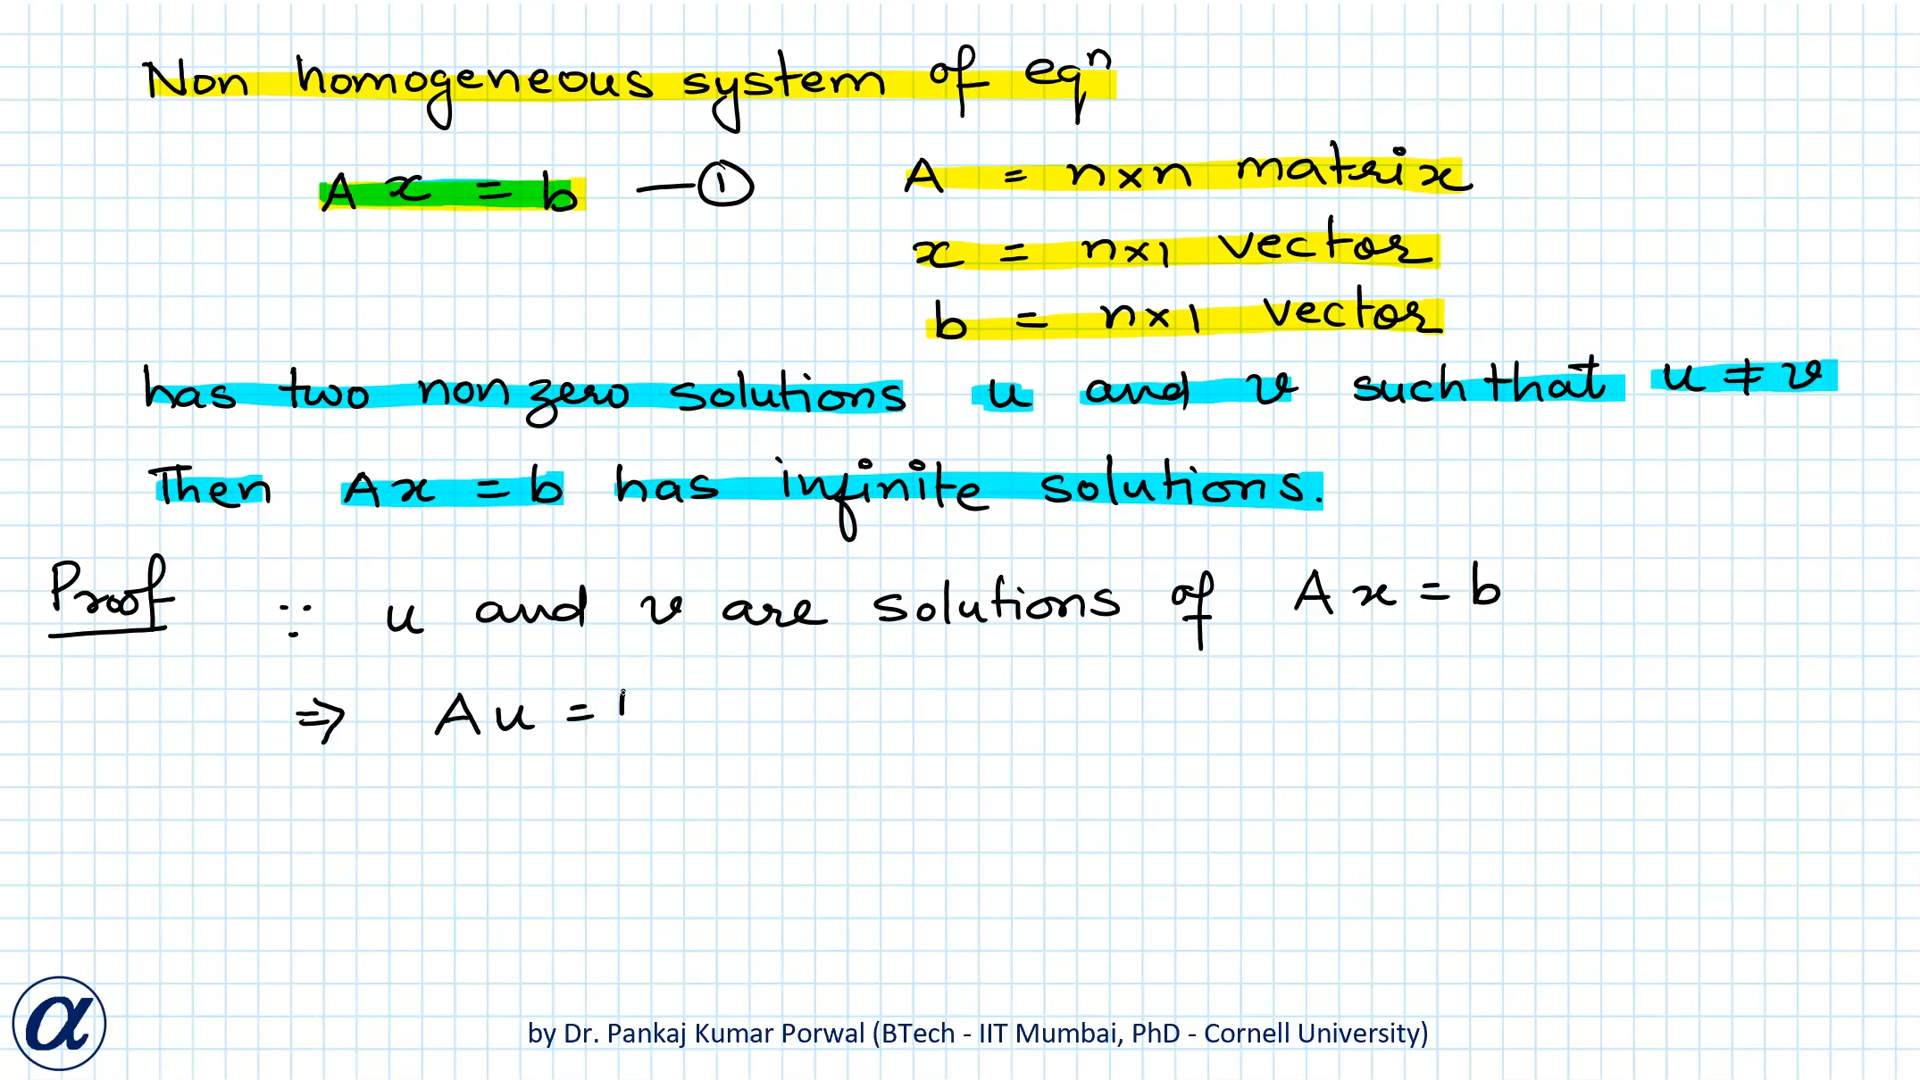 Non homogeneous system of eqⁿ
A x = b —① A = n×n matrix
x = n×1 vector
b = n×1 vector
has two non zero solutions u and v such that u ≠ v
Then Ax = b has infinite solutions.
Proof ∵ u and v are solutions of Ax = b
⇒ Au =
α
by Dr. Pankaj Kumar Porwal (BTech - IIT Mumbai, PhD - Cornell University)